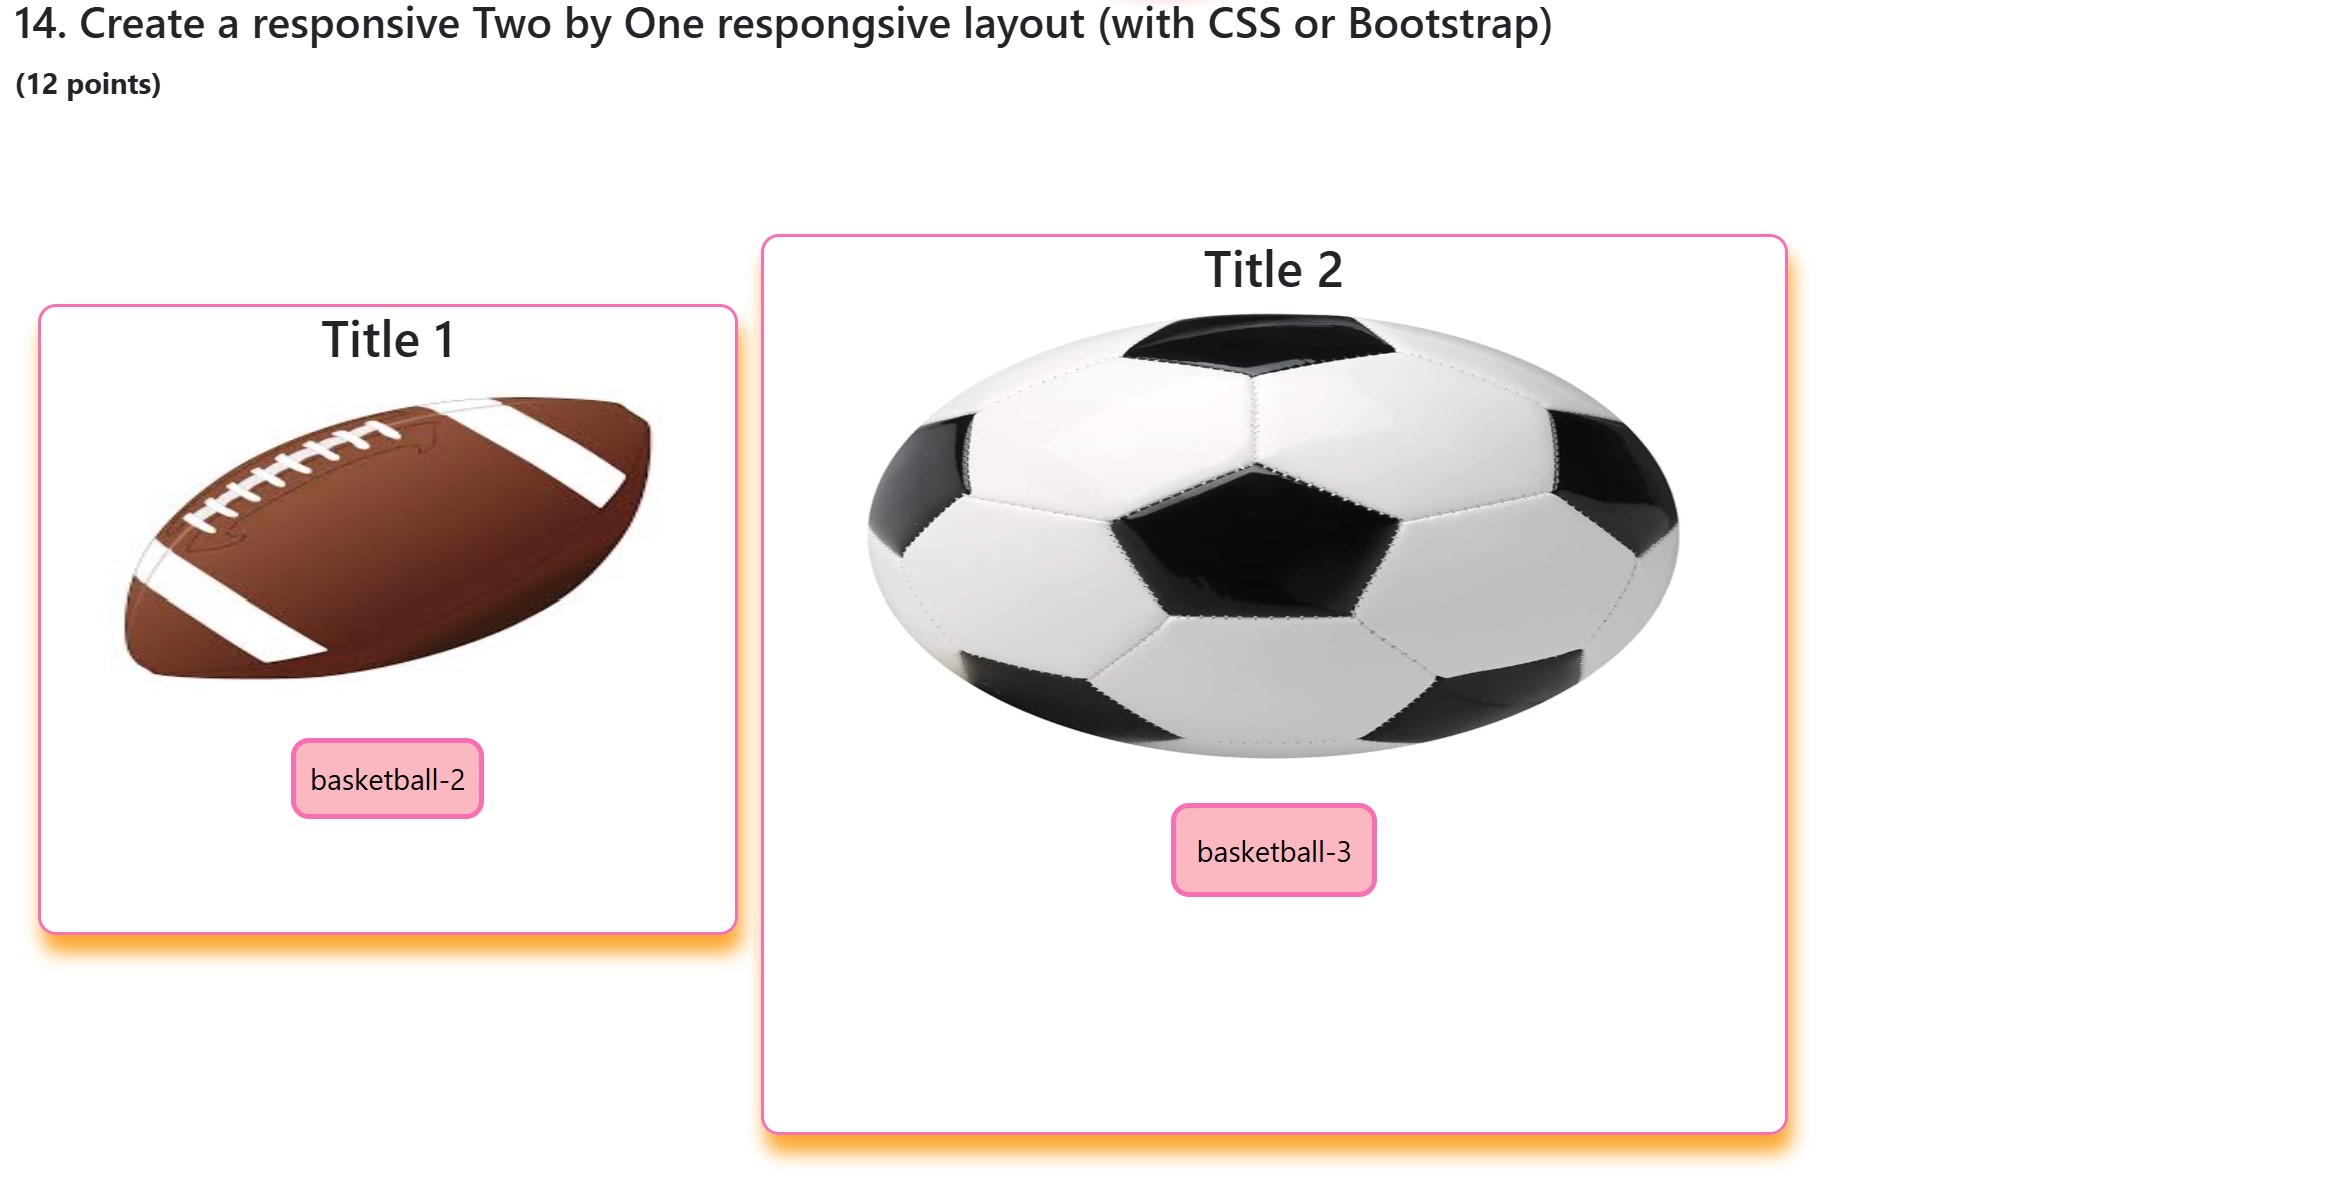 14. Create a responsive Two by One respongsive layout (with CSS or Bootstrap)
(12 points)
Title 1
basketball-2
Title 2
basketball-3